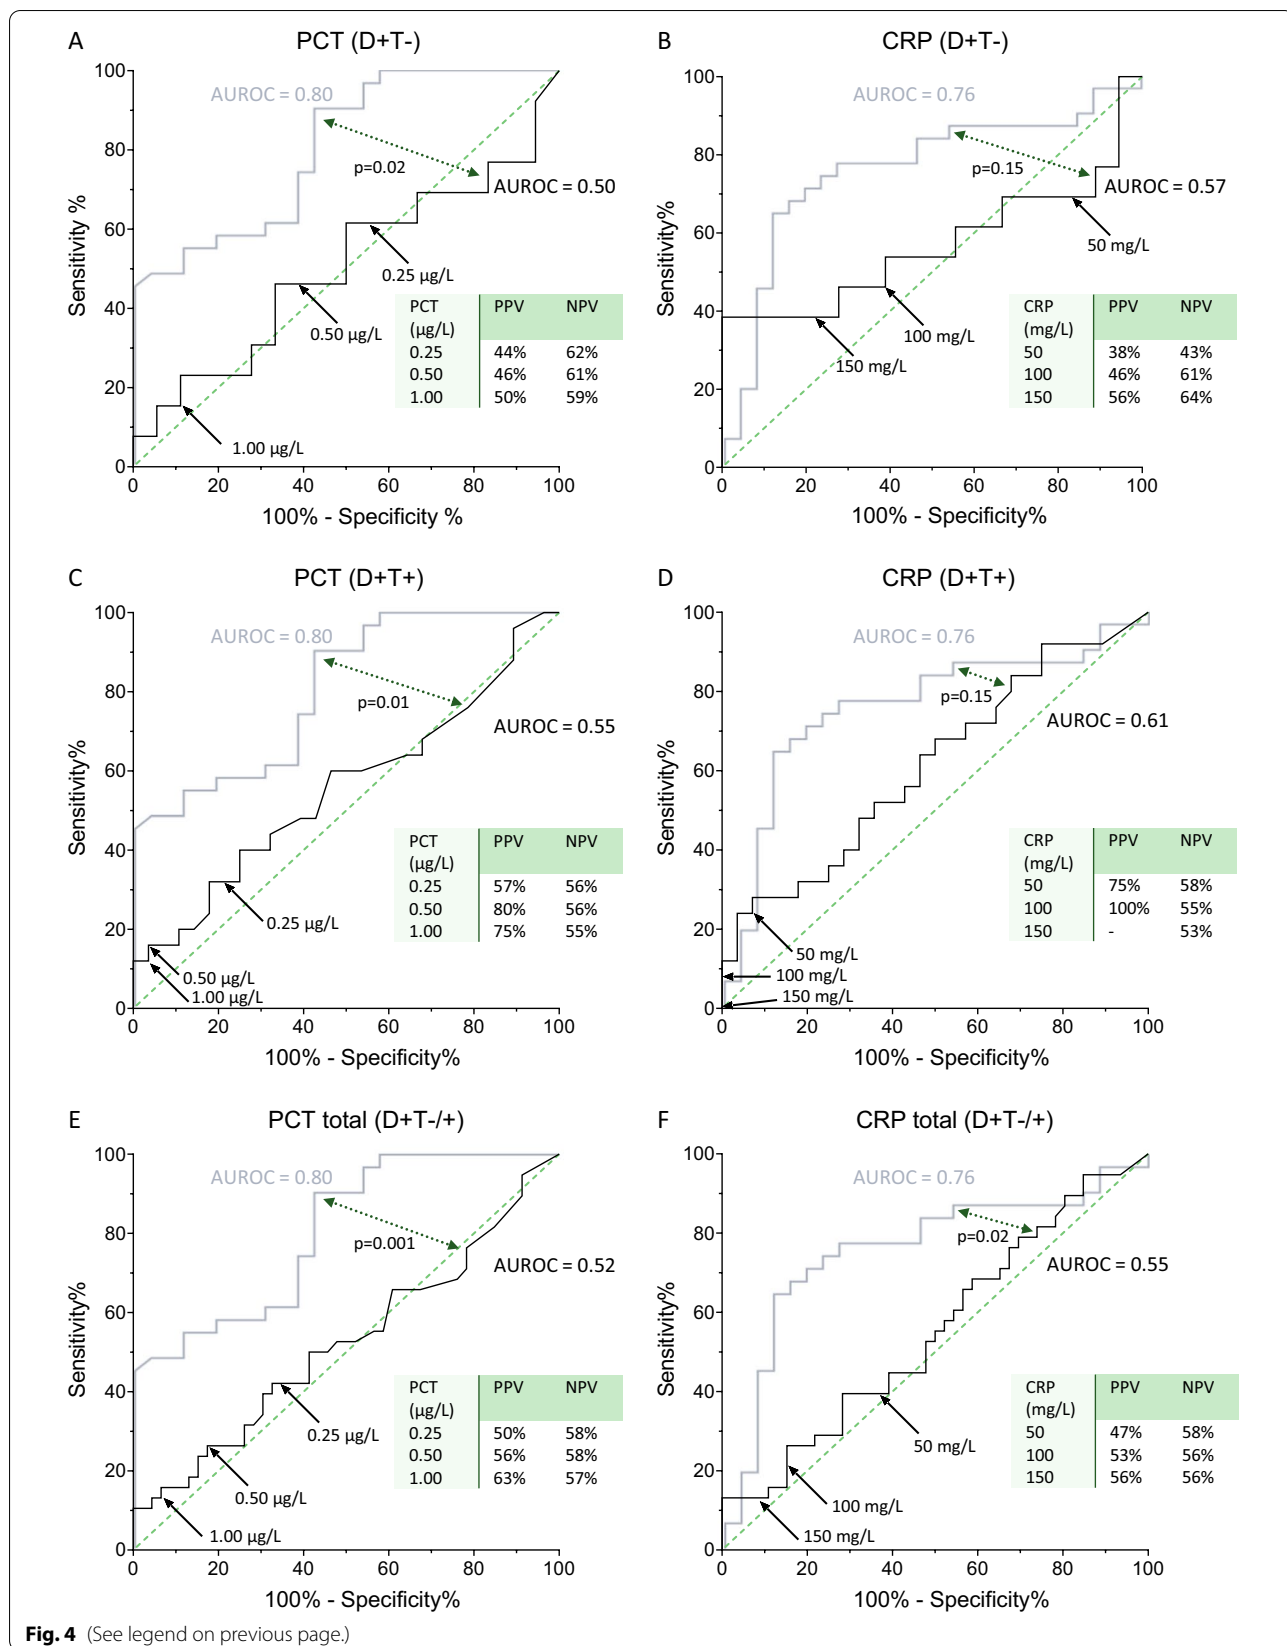 A PCT (D+T-)
100
80
60
40
20
0
Sensitivity %
AUROC = 0.80
p=0.02
AUROC = 0.50
0.25 µg/L
0.50 µg/L
1.00 µg/L
PCT (µg/L) PPV NPV
0.25 44% 62%
0.50 46% 61%
1.00 50% 59%
0 20 40 60 80 100
100% - Specificity %
B CRP (D+T-)
100
80
60
40
20
0
Sensitivity%
AUROC = 0.76
p=0.15
AUROC = 0.57
50 mg/L
100 mg/L
150 mg/L
CRP (mg/L) PPV NPV
50 38% 43%
100 46% 61%
150 56% 64%
0 20 40 60 80 100
100% - Specificity%
C PCT (D+T+)
100
80
60
40
20
0
Sensitivity%
AUROC = 0.80
p=0.01
AUROC = 0.55
0.25 µg/L
0.50 µg/L
1.00 µg/L
PCT (µg/L) PPV NPV
0.25 57% 56%
0.50 80% 56%
1.00 75% 55%
0 20 40 60 80 100
100% - Specificity%
D CRP (D+T+)
100
80
60
40
20
0
Sensitivity%
AUROC = 0.76
p=0.15
AUROC = 0.61
50 mg/L
100 mg/L
150 mg/L
CRP (mg/L) PPV NPV
50 75% 58%
100 100% 55%
150 - 53%
0 20 40 60 80 100
100% - Specificity%
E PCT total (D+T-/+)
100
80
60
40
20
0
Sensitivity%
AUROC = 0.80
p=0.001
AUROC = 0.52
0.25 µg/L
0.50 µg/L
1.00 µg/L
PCT (µg/L) PPV NPV
0.25 50% 58%
0.50 56% 58%
1.00 63% 57%
0 20 40 60 80 100
100% - Specificity%
F CRP total (D+T-/+)
100
80
60
40
20
0
Sensitivity%
AUROC = 0.76
p=0.02
AUROC = 0.55
50 mg/L
100 mg/L
150 mg/L
CRP (mg/L) PPV NPV
50 47% 58%
100 53% 56%
150 56% 56%
0 20 40 60 80 100
100% - Specificity%
Fig. 4 (See legend on previous page.)